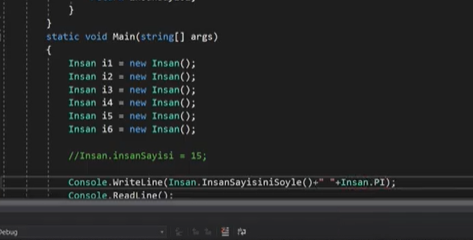 }
}
static void Main(string[] args)
{
Insan i1 = new Insan();
Insan i2 = new Insan();
Insan i3 = new Insan();
Insan i4 = new Insan();
Insan i5 = new Insan();
Insan i6 = new Insan();
//Insan.insanSayisi = 15;
Console.WriteLine(Insan.InsanSayisiniSoyle()+" "+Insan.PI);
Console.ReadLine();
Debug